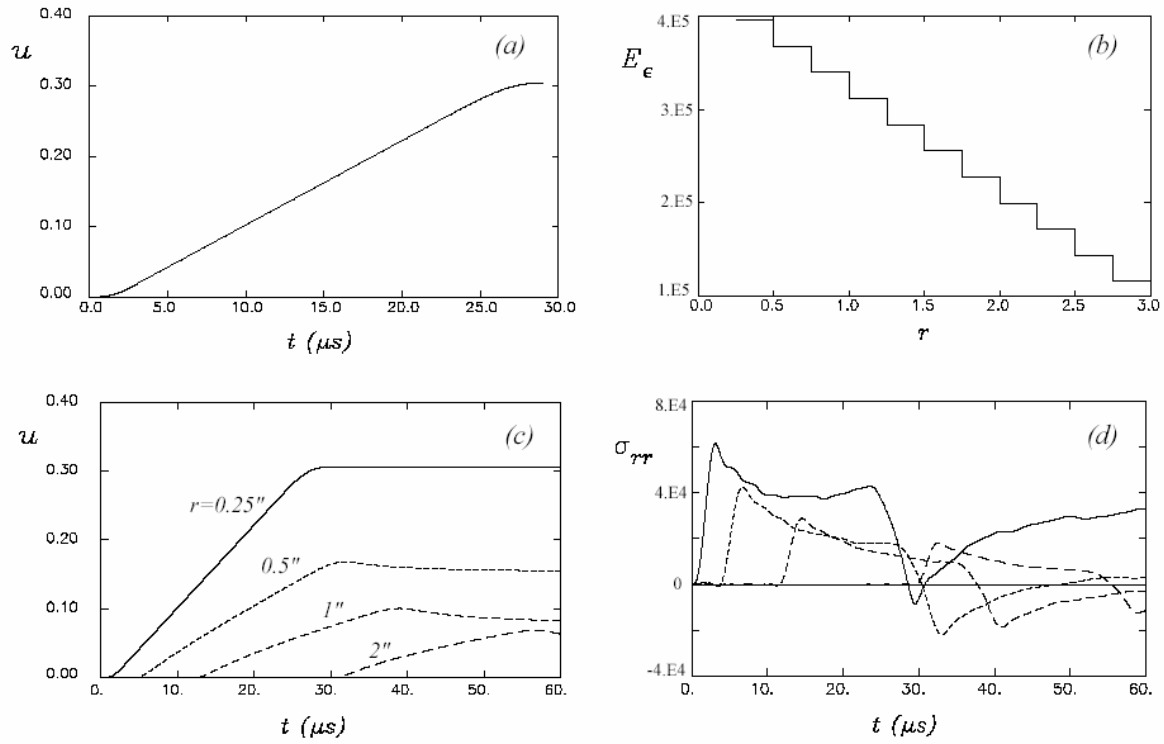 0.40
u
(a)
0.30
0.20
0.10
0.00
0.0 5.0 10.0 15.0 20.0 25.0 30.0
t (μs)
4.E5
E_ϵ
(b)
3.E5
2.E5
1.E5
0.0 0.5 1.0 1.5 2.0 2.5 3.0
r
0.40
u
(c)
0.30
r=0.25"
0.20
0.5"
0.10
1"
2"
0.00
0. 10. 20. 30. 40. 50. 60.
t (μs)
8.E4
σ_rr
(d)
4.E4
0
-4.E4
0. 10. 20. 30. 40. 50. 60.
t (μs)